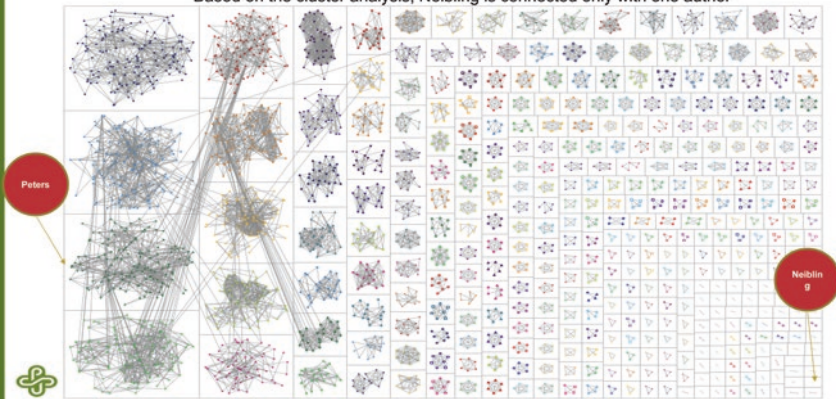 Based on the cluster analysis, Neibling is connected only with one author
Peters
Neiblin
g